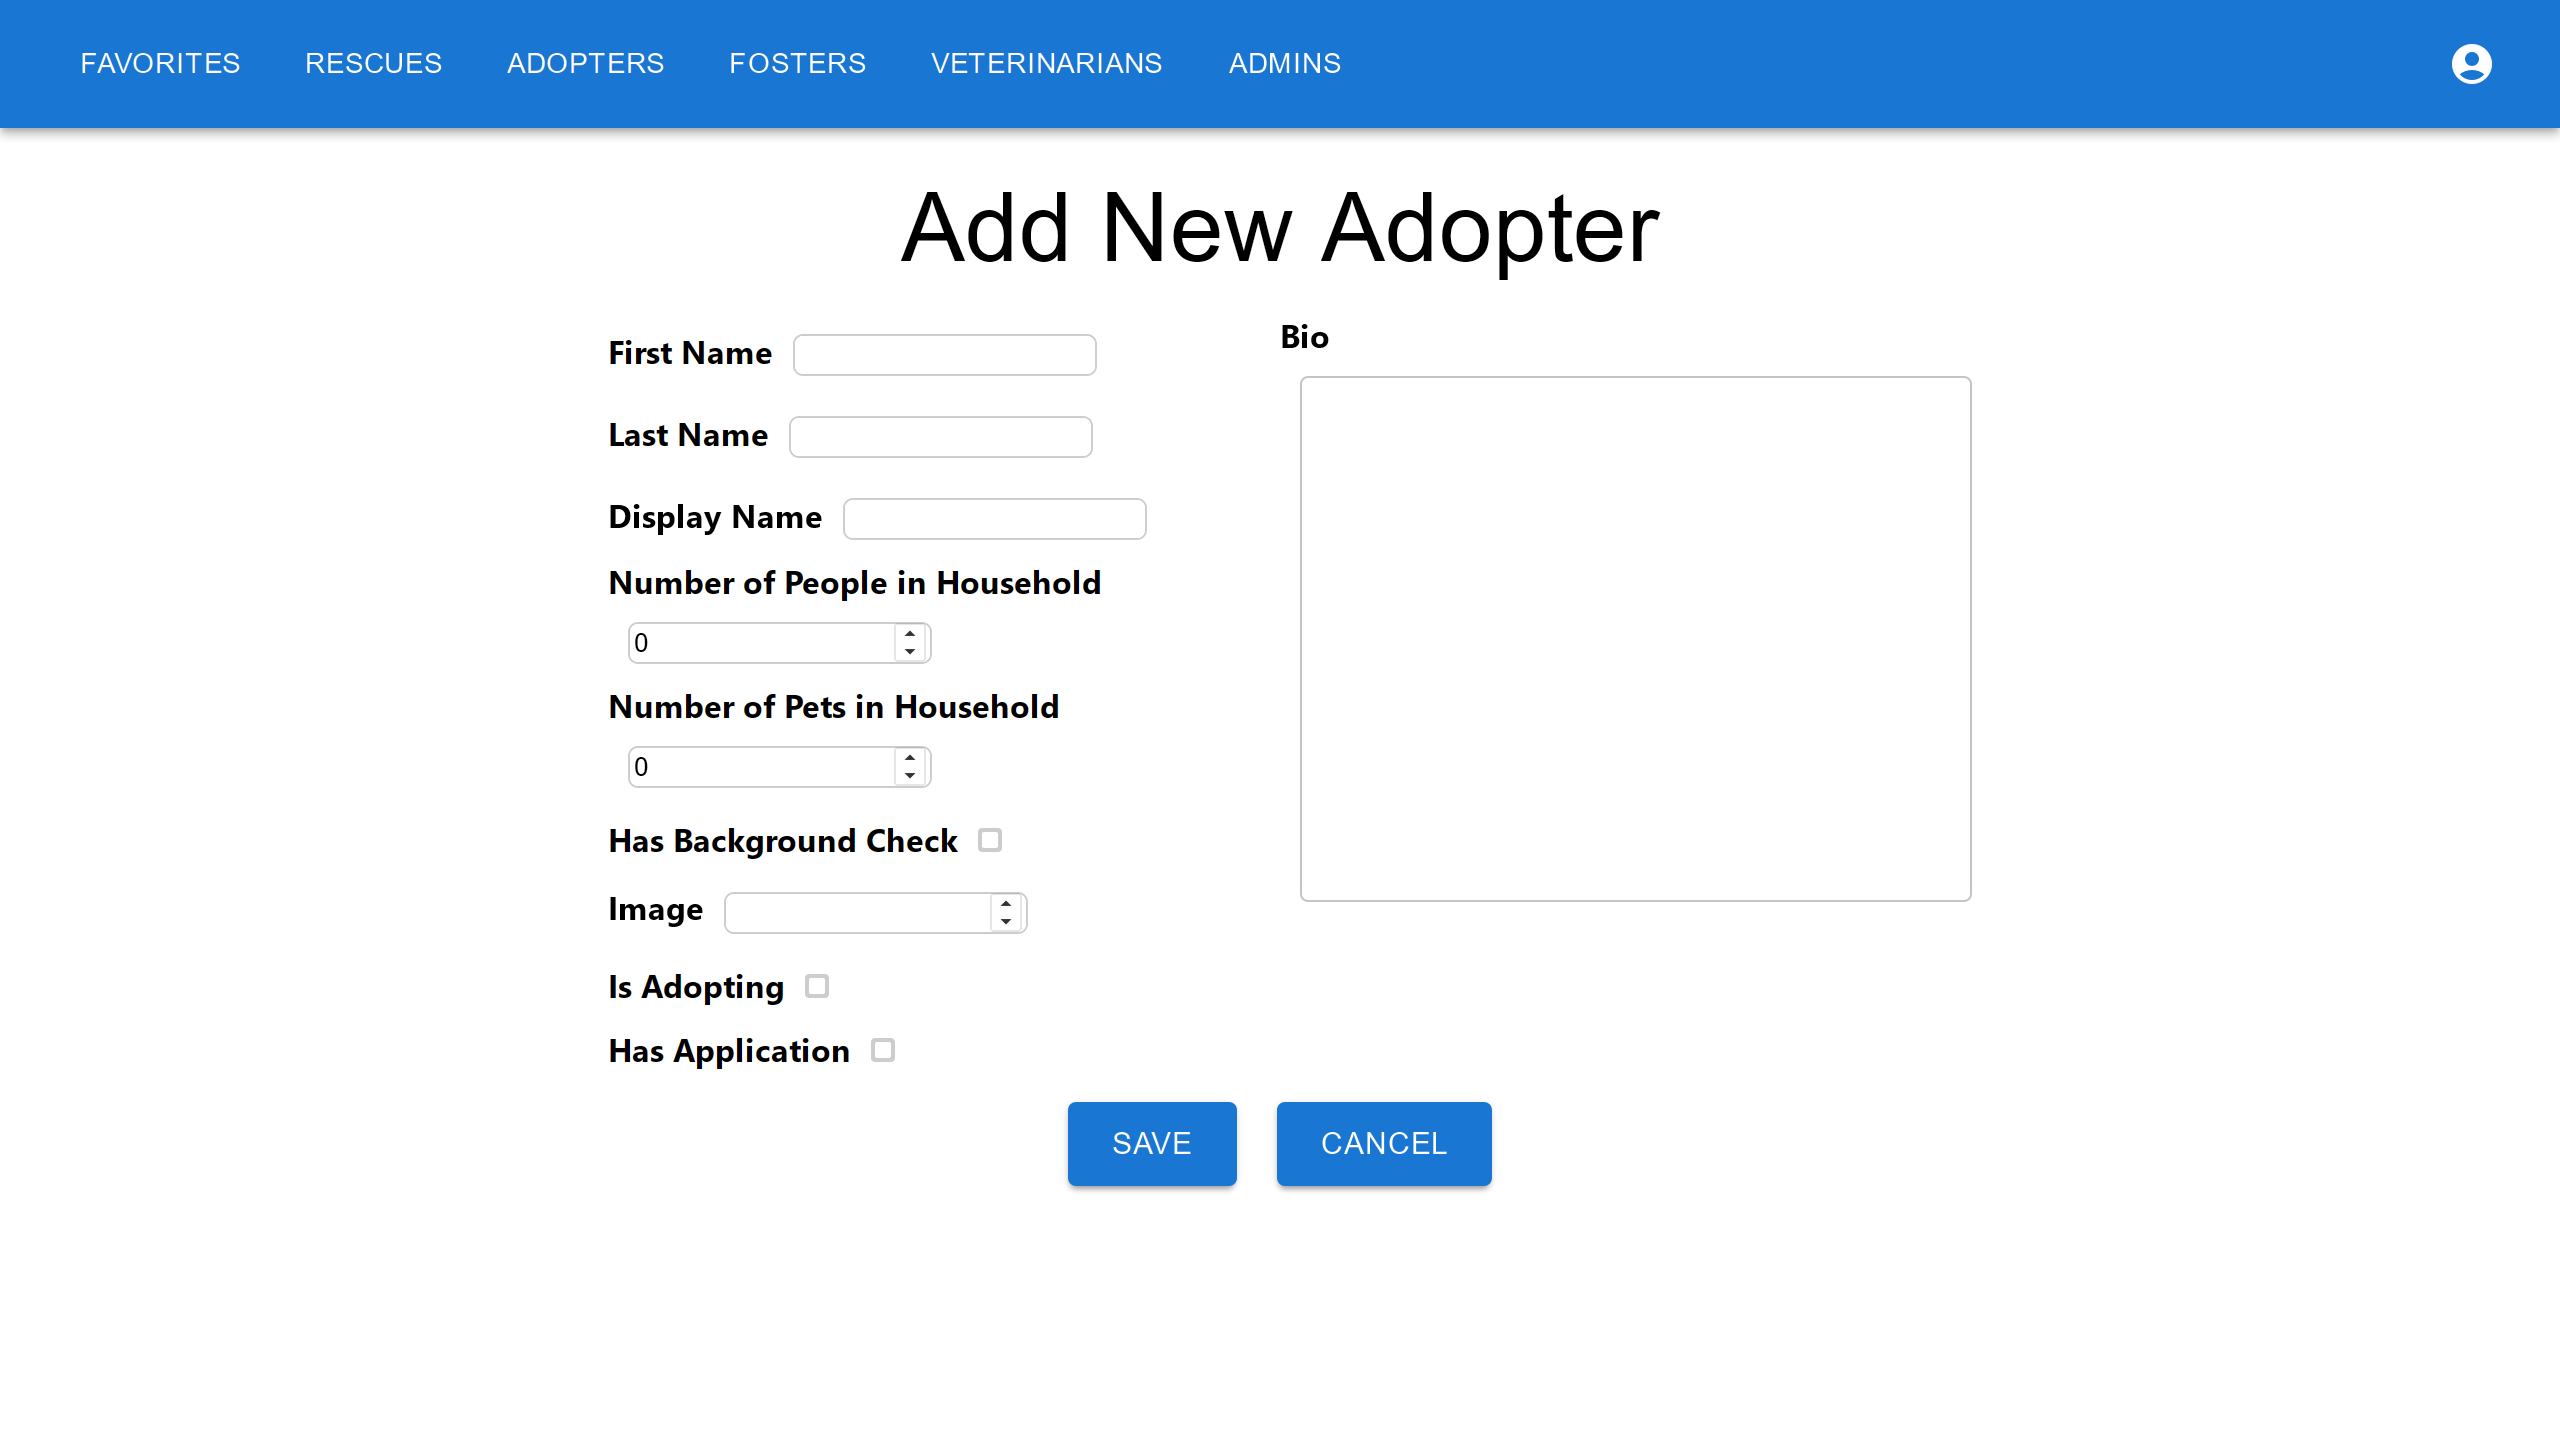 FAVORITES RESCUES ADOPTERS FOSTERS VETERINARIANS ADMINS
Add New Adopter
First Name
Last Name
Display Name
Number of People in Household
0
Number of Pets in Household
0
Has Background Check
Image
Is Adopting
Has Application
Bio
SAVE CANCEL